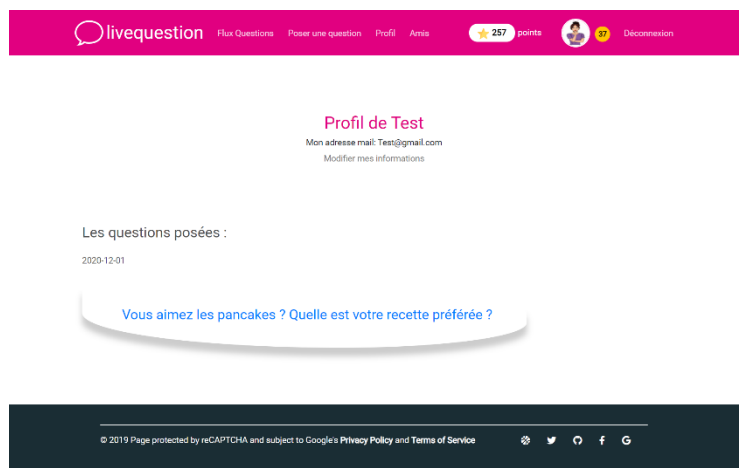 livequestion Flux Questions Poser une question Profil Amis 257 points 37 Déconnexion
Profil de Test
Mon adresse mail: Test@gmail.com
Modifier mes informations
Les questions posées :
2020-12-01
Vous aimez les pancakes ? Quelle est votre recette préférée ?
© 2019 Page protected by reCAPTCHA and subject to Google's Privacy Policy and Terms of Service